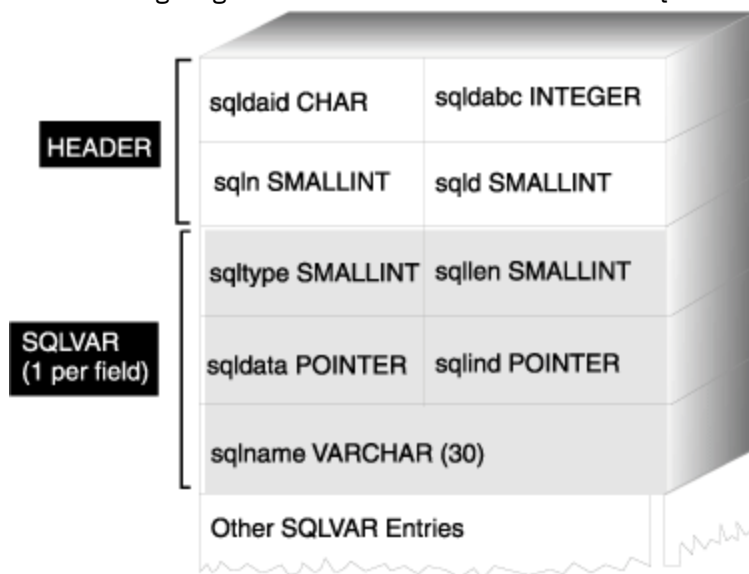 sqldaid CHAR
sqldabc INTEGER
HEADER
sqln SMALLINT
sqld SMALLINT
sqltype SMALLINT
sqllen SMALLINT
SQLVAR
(1 per field)
sqldata POINTER
sqlind POINTER
sqlname VARCHAR (30)
Other SQLVAR Entries